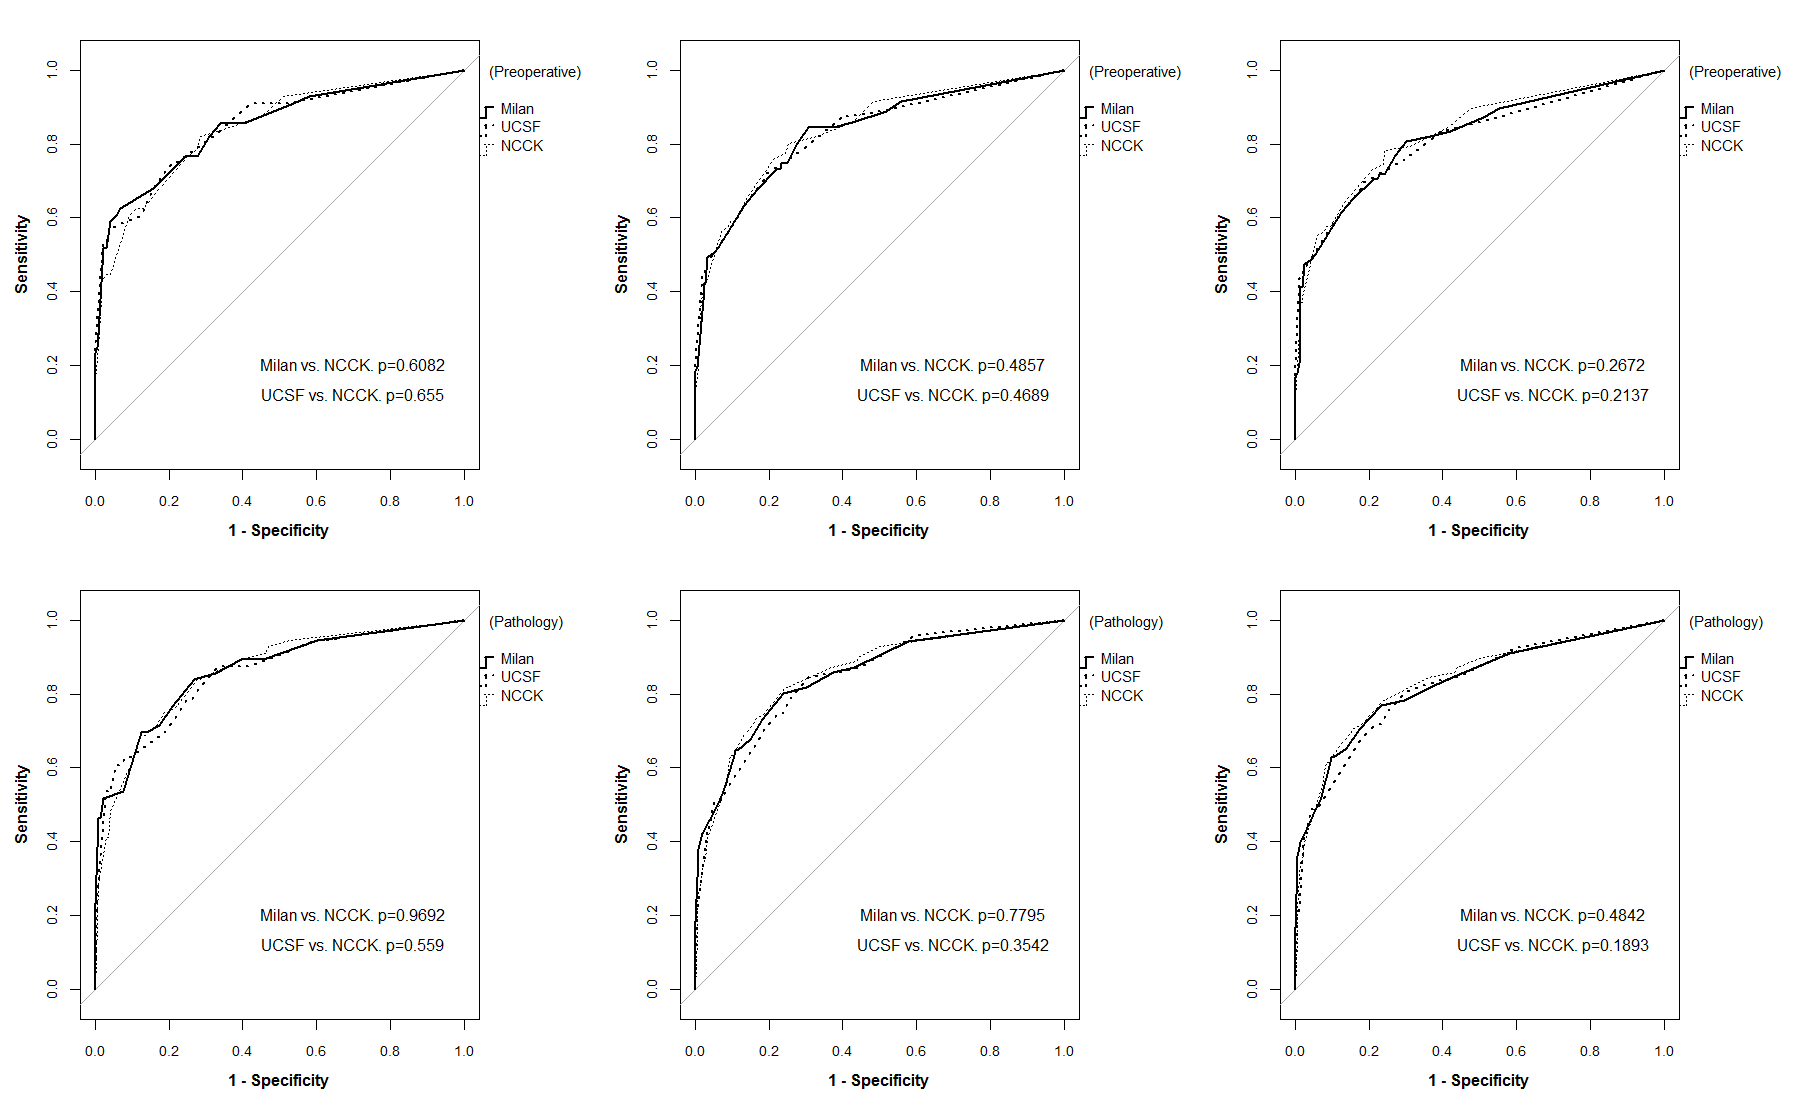 (Preoperative)
Milan
UCSF
NCCK
Milan vs. NCCK. p=0.6082
UCSF vs. NCCK. p=0.655
Sensitivity
0.0 0.2 0.4 0.6 0.8 1.0
0.0 0.2 0.4 0.6 0.8 1.0
1 - Specificity
(Preoperative)
Milan
UCSF
NCCK
Milan vs. NCCK. p=0.4857
UCSF vs. NCCK. p=0.4689
Sensitivity
0.0 0.2 0.4 0.6 0.8 1.0
0.0 0.2 0.4 0.6 0.8 1.0
1 - Specificity
(Preoperative)
Milan
UCSF
NCCK
Milan vs. NCCK. p=0.2672
UCSF vs. NCCK. p=0.2137
Sensitivity
0.0 0.2 0.4 0.6 0.8 1.0
0.0 0.2 0.4 0.6 0.8 1.0
1 - Specificity
(Pathology)
Milan
UCSF
NCCK
Milan vs. NCCK. p=0.9692
UCSF vs. NCCK. p=0.559
Sensitivity
0.0 0.2 0.4 0.6 0.8 1.0
0.0 0.2 0.4 0.6 0.8 1.0
1 - Specificity
(Pathology)
Milan
UCSF
NCCK
Milan vs. NCCK. p=0.7795
UCSF vs. NCCK. p=0.3542
Sensitivity
0.0 0.2 0.4 0.6 0.8 1.0
0.0 0.2 0.4 0.6 0.8 1.0
1 - Specificity
(Pathology)
Milan
UCSF
NCCK
Milan vs. NCCK. p=0.4842
UCSF vs. NCCK. p=0.1893
Sensitivity
0.0 0.2 0.4 0.6 0.8 1.0
0.0 0.2 0.4 0.6 0.8 1.0
1 - Specificity